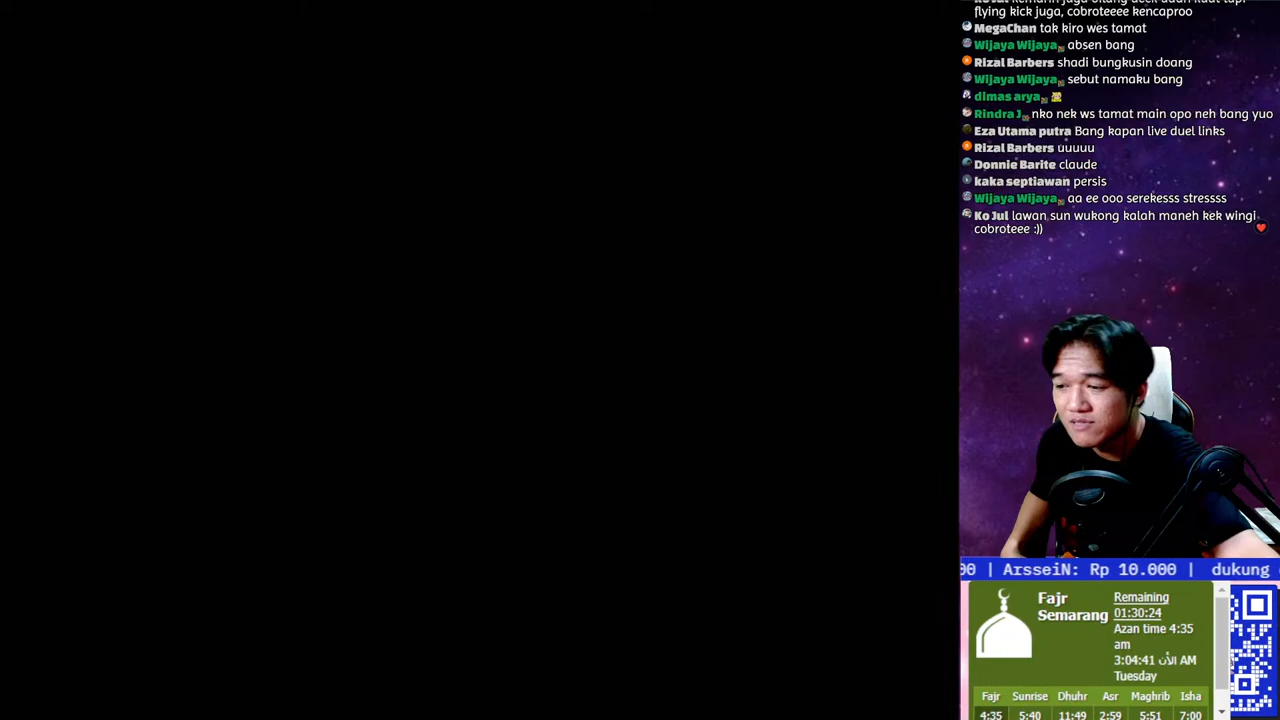 flying kick juga, cobroteeee kencaproo
MegaChan tak kiro wes tamat
Wijaya Wijaya absen bang
Rizal Barbers shadi bungkusin doang
Wijaya Wijaya sebut namaku bang
dimas arya
Rindra J nko nek ws tamat main opo neh bang yuo
Eza Utama putra Bang kapan live duel links
Rizal Barbers uuuuu
Donnie Barite claude
kaka septiawan persis
Wijaya Wijaya aa ee ooo serekesss stressss
Ko Jul lawan sun wukong kalah maneh kek wingi
cobroteee :))
00 | ArsseiN: Rp 10.000 | dukung
Fajr
Semarang
Remaining
01:30:24
Azan time 4:35
am
3:04:41 الآن AM
Tuesday
Fajr Sunrise Dhuhr Asr Maghrib Isha
4:35 5:40 11:49 2:59 5:51 7:00